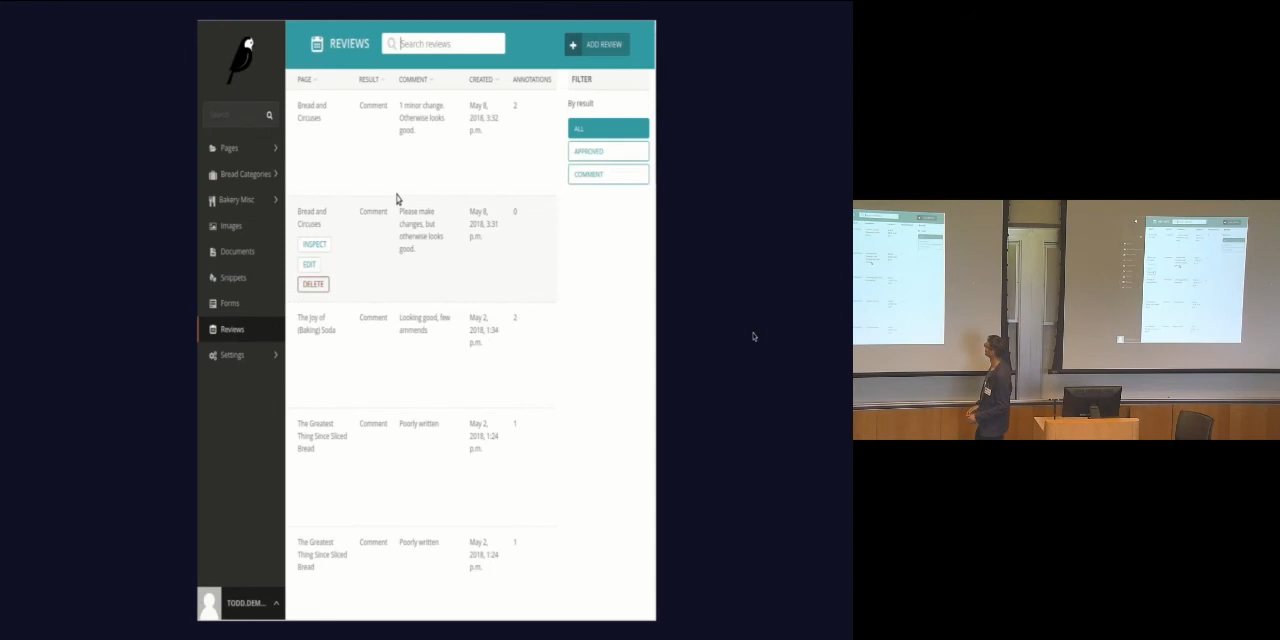 REVIEWS
Search reviews
ADD REVIEW
Search
Pages
Bread Categories
Bakery Misc
Images
Documents
Snippets
Forms
Reviews
Settings
TODD.DEM...
PAGE RESULT COMMENT CREATED ANNOTATIONS
Bread and
Circuses
Comment
1 minor change.
Otherwise looks
good.
May 8,
2018, 3:32
p.m.
2
Bread and
Circuses
INSPECT
EDIT
DELETE
Comment
Please make
changes, but
otherwise looks
good.
May 8,
2018, 3:31
p.m.
0
The Joy of
(Baking) Soda
Comment
Looking good, few
ammends
May 2,
2018, 1:34
p.m.
2
The Greatest
Thing Since Sliced
Bread
Comment
Poorly written
May 2,
2018, 1:24
p.m.
1
The Greatest
Thing Since Sliced
Bread
Comment
Poorly written
May 2,
2018, 1:24
p.m.
1
FILTER
By result
ALL
APPROVED
COMMENT